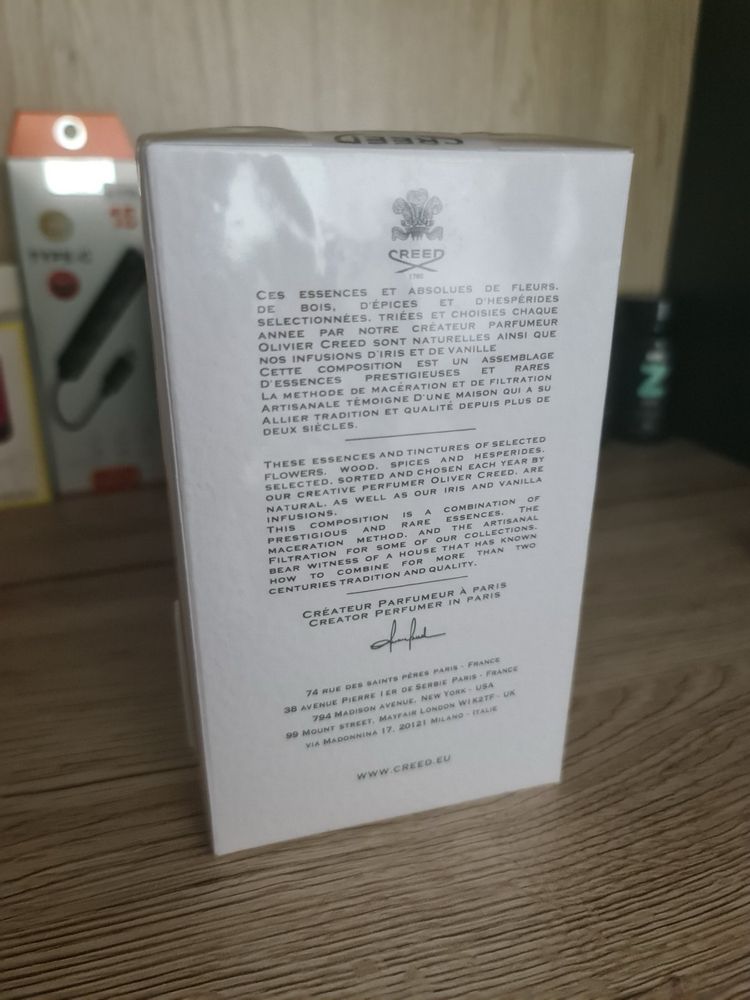 CREED
TYPE-C
CREED
1760
CES ESSENCES ET ABSOLUES DE FLEURS.
DE BOIS, D'ÉPICES ET D'HESPÉRIDES
SELECTIONNÉES. TRIÉES ET CHOISIES CHAQUE
ANNEE PAR NOTRE CRÉATEUR PARFUMEUR
OLIVIER CREED SONT NATURELLES AINSI QUE
NOS INFUSIONS D'IRIS ET DE VANILLE
CETTE COMPOSITION EST UN ASSEMBLAGE
D'ESSENCES PRESTIGIEUSES ET RARES
LA METHODE DE MACÉRATION ET DE FILTRATION
ARTISANALE TÉMOIGNE D'UNE MAISON QUI A SU
ALLIER TRADITION ET QUALITÉ DEPUIS PLUS DE
DEUX SIÈCLES.
THESE ESSENCES AND TINCTURES OF SELECTED
FLOWERS, WOOD, SPICES AND HESPERIDES.
SELECTED, SORTED AND CHOSEN EACH YEAR BY
OUR CREATIVE PERFUMER OLIVER CREED, ARE
NATURAL, AS WELL AS OUR IRIS AND VANILLA
INFUSIONS.
THIS COMPOSITION IS A COMBINATION OF
PRESTIGIOUS AND RARE ESSENCES. THE
MACERATION METHOD, AND THE ARTISANAL
FILTRATION FOR SOME OF OUR COLLECTIONS,
BEAR WITNESS OF A HOUSE THAT HAS KNOWN
HOW TO COMBINE FOR MORE THAN TWO
CENTURIES TRADITION AND QUALITY.
CRÉATEUR PARFUMEUR À PARIS
CREATOR PERFUMER IN PARIS
74 RUE DES SAINTS PÉRES PARIS - FRANCE
38 AVENUE PIERRE 1ER DE SERBIE PARIS - FRANCE
794 MADISON AVENUE, NEW YORK - USA
99 MOUNT STREET, MAYFAIR LONDON W1K2TF - UK
VIA MADONNINA 17, 20121 MILANO - ITALIE
WWW.CREED.EU